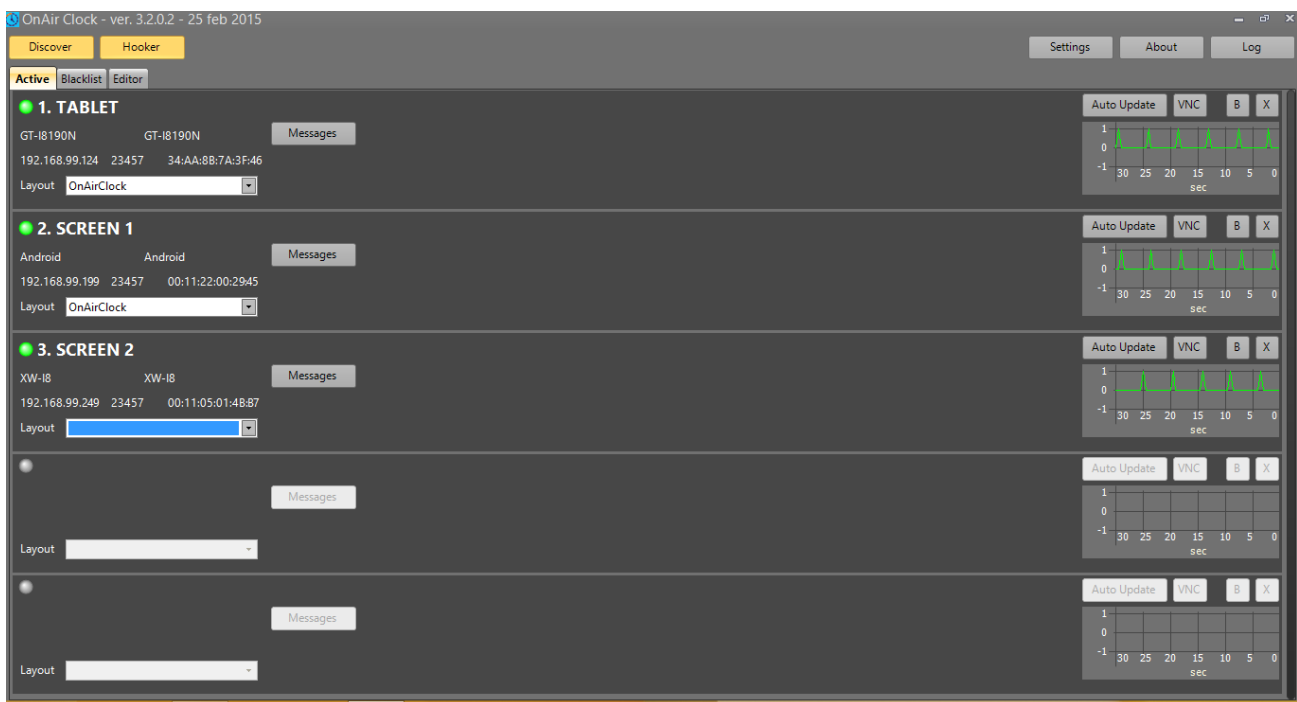 OnAir Clock - ver. 3.2.0.2 - 25 feb 2015
Discover Hooker Settings About Log
Active Blacklist Editor
1. TABLET Auto Update VNC B X
GT-I8190N GT-I8190N Messages
192.168.99.124 23457 34:AA:8B:7A:3F:46
Layout OnAirClock
1
0
-1
30 25 20 15 10 5 0
sec
2. SCREEN 1 Auto Update VNC B X
Android Android Messages
192.168.99.199 23457 00:11:22:00:29:45
Layout OnAirClock
1
0
-1
30 25 20 15 10 5 0
sec
3. SCREEN 2 Auto Update VNC B X
XW-I8 XW-I8 Messages
192.168.99.249 23457 00:11:05:01:4B:B7
Layout
1
0
-1
30 25 20 15 10 5 0
sec
Auto Update VNC B X
Messages
Layout
1
0
-1
30 25 20 15 10 5 0
sec
Auto Update VNC B X
Messages
Layout
1
0
-1
30 25 20 15 10 5 0
sec